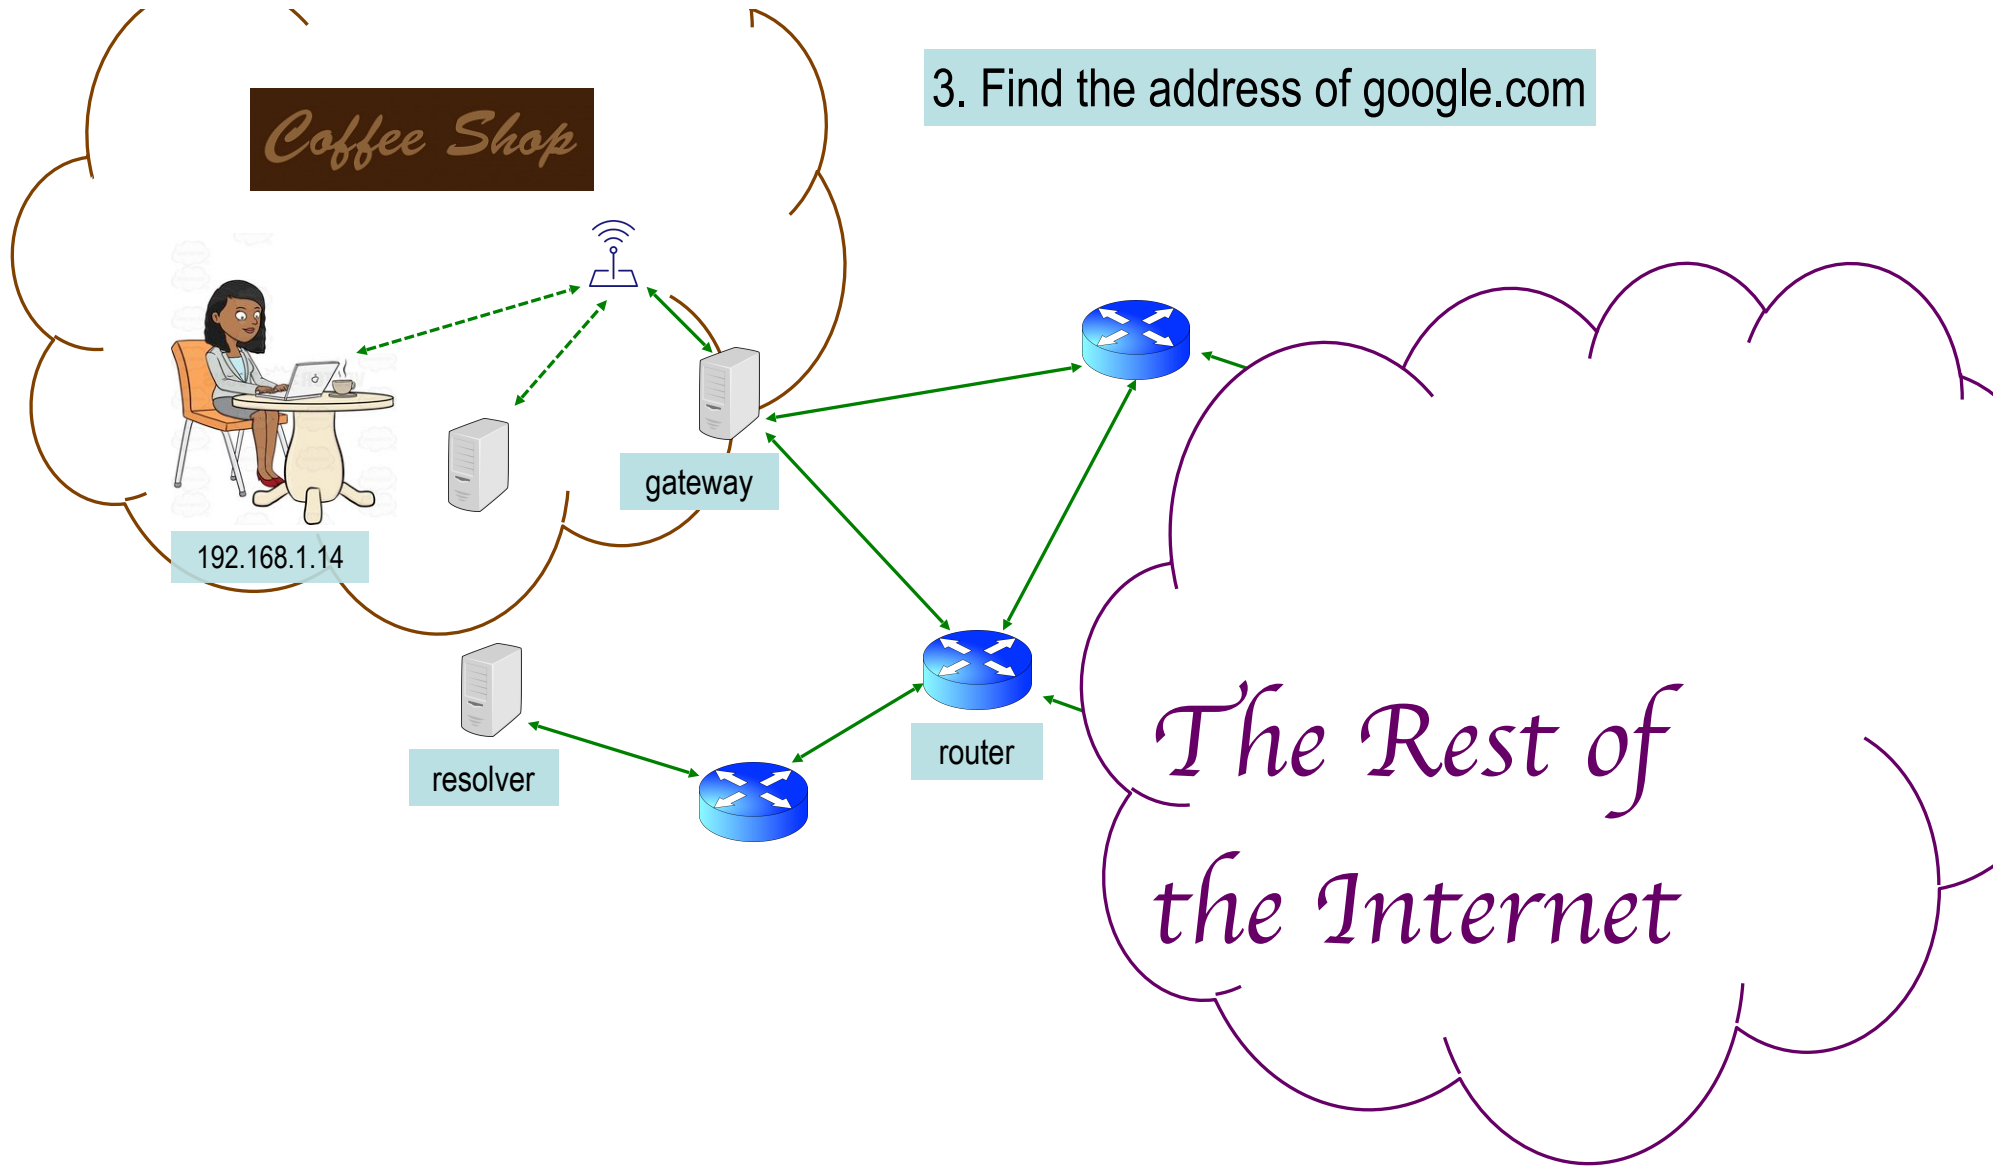 3. Find the address of google.com
Coffee Shop
gateway
192.168.1.14
resolver
router
The Rest of
the Internet